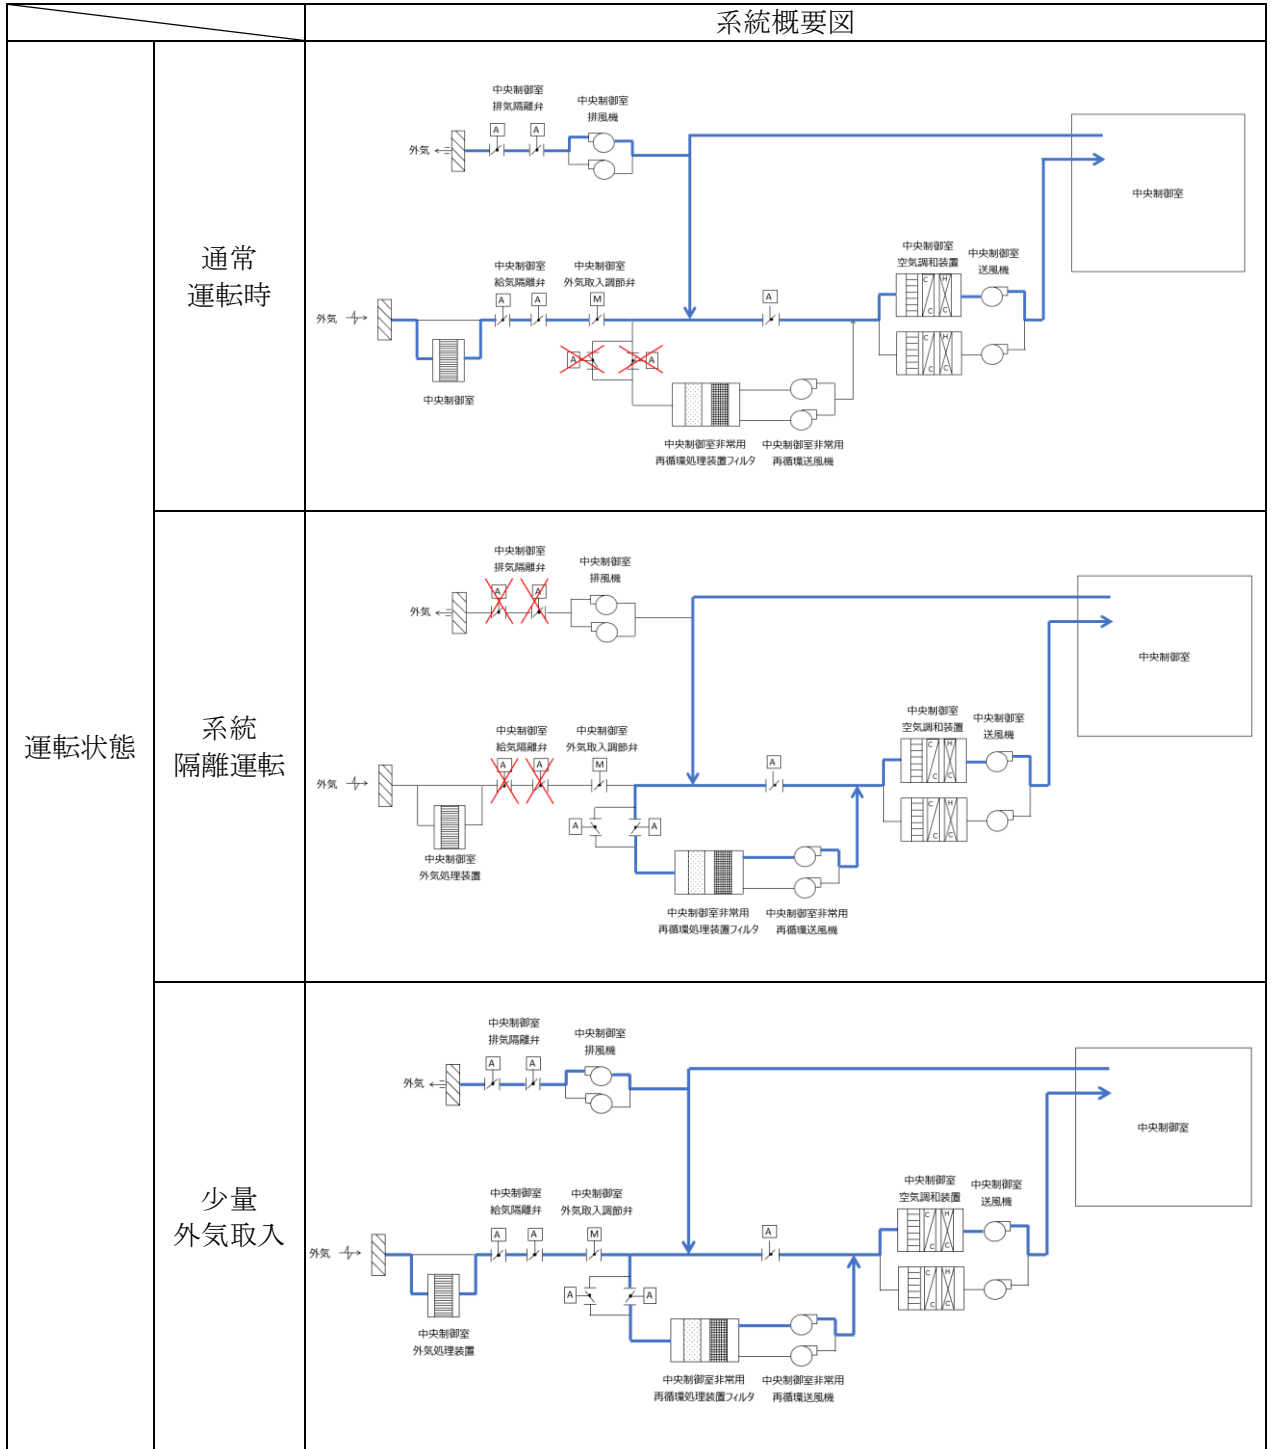 系統概要図
運転状態
通常
運転時
中央制御室
排気隔離弁
中央制御室
排風機
A
A
外気
中央制御室
中央制御室
給気隔離弁
中央制御室
外気取入調節弁
中央制御室
空気調和装置
中央制御室
送風機
A
A
M
A
外気
C
H
C
C
C
H
C
C
A
A
中央制御室
中央制御室非常用
再循環処理装置フィルタ
中央制御室非常用
再循環送風機
系統
隔離運転
中央制御室
排気隔離弁
中央制御室
排風機
A
A
外気
中央制御室
中央制御室
給気隔離弁
中央制御室
外気取入調節弁
中央制御室
空気調和装置
中央制御室
送風機
A
A
M
A
外気
C
H
C
C
C
H
C
C
A
A
中央制御室
外気処理装置
中央制御室非常用
再循環処理装置フィルタ
中央制御室非常用
再循環送風機
少量
外気取入
中央制御室
排気隔離弁
中央制御室
排風機
A
A
外気
中央制御室
中央制御室
給気隔離弁
中央制御室
外気取入調節弁
中央制御室
空気調和装置
中央制御室
送風機
A
A
M
A
外気
C
H
C
C
C
H
C
C
A
A
中央制御室
外気処理装置
中央制御室非常用
再循環処理装置フィルタ
中央制御室非常用
再循環送風機